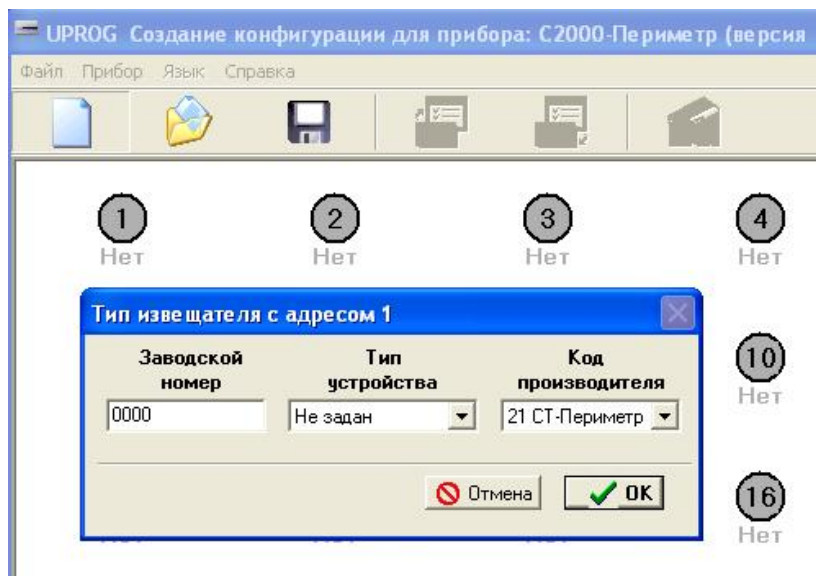 UPROG Создание конфигурации для прибора: С2000-Периметр (версия
Файл Прибор Язык Справка
1 2 3 4
Нет Нет Нет Нет
Тип извещателя с адресом 1
Заводской номер
Тип устройства
Код производителя
0000 Не задан 21 СТ-Периметр
Отмена OK
10
Нет
16
Нет